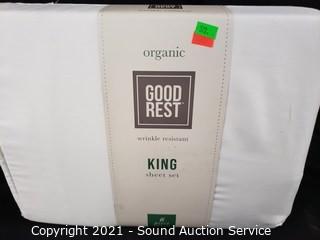 organic
GOOD
REST
wrinkle resistant
KING
sheet set
Copyright 2021 - Sound Auction Service